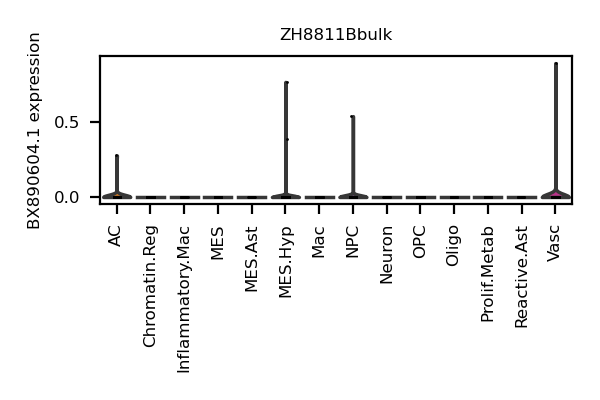 ZH8811Bbulk
BX890604.1 expression
0.5
0.0
AC
Chromatin.Reg
Inflammatory.Mac
MES
MES.Ast
MES.Hyp
Mac
NPC
Neuron
OPC
Oligo
Prolif.Metab
Reactive.Ast
Vasc